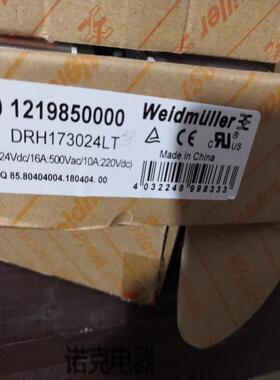 1219850000
Weidmüller
DRH173024LT
24Vdc/16A:500Vac/10A:220Vdc)
Made in China
Q 85.80404004.180404. 00
4 032248 998333
诺克电器